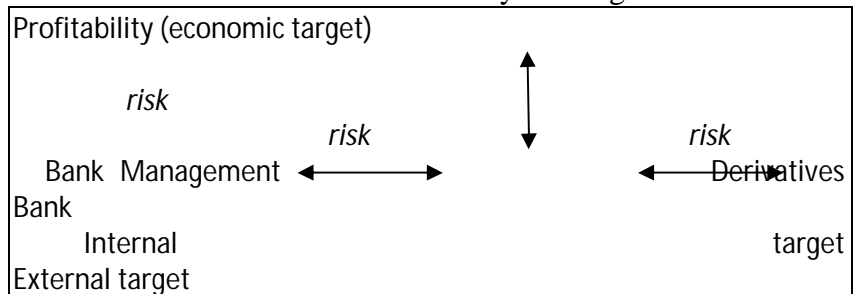 Profitability (economic target)
risk
risk risk
Bank Management Derivatives
Bank
Internal target
External target